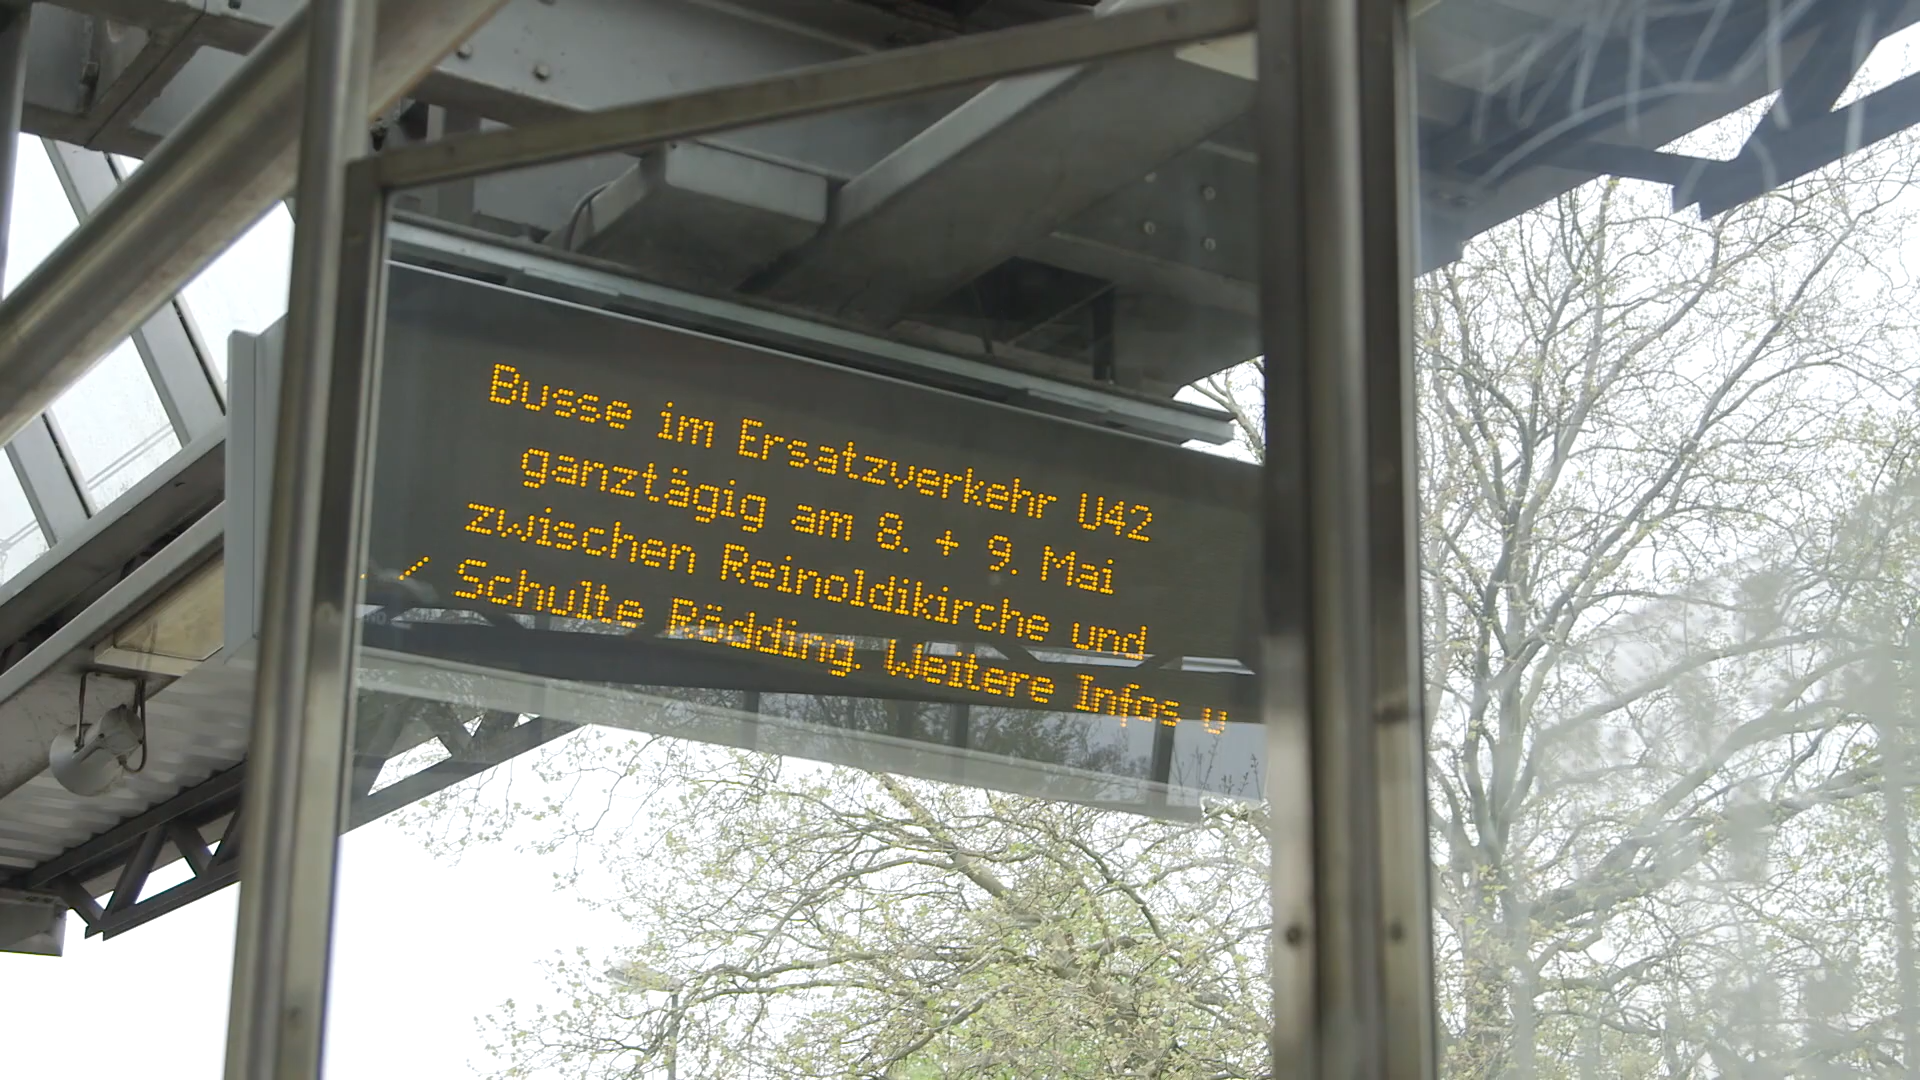 Busse im Ersatzverkehr U42
ganztägig am 8. + 9. Mai
zwischen Reinoldikirche und
. / Schulte Rödding. Weitere Infos u